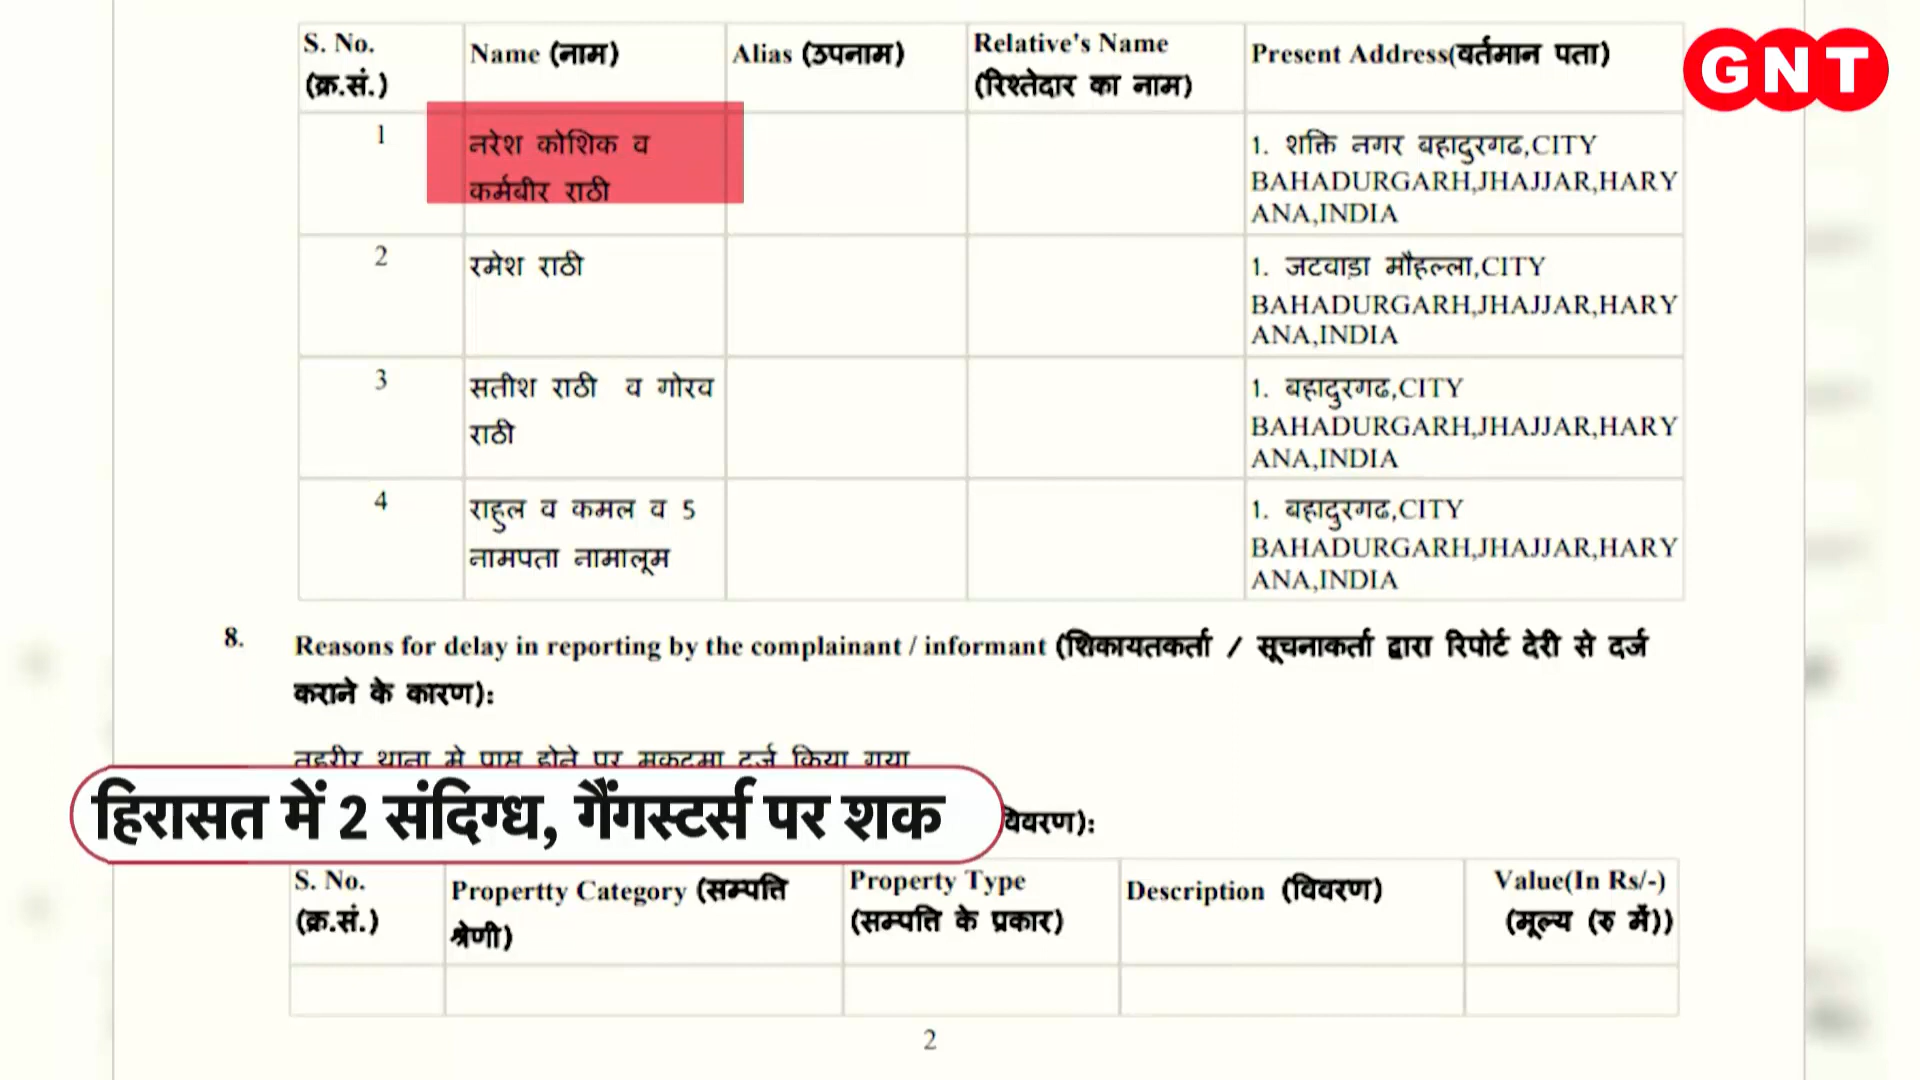 GNT
S. No. (क्र.सं.) Name (नाम) Alias (उपनाम) Relative's Name (रिश्तेदार का नाम) Present Address(वर्तमान पता)
1 नरेश कोशिक व 1. शक्ति नगर बहादुरगढ,CITY
कर्मबीर राठी BAHADURGARH,JHAJJAR,HARY
ANA,INDIA
2 रमेश राठी 1. जटवाडा मौहल्ला,CITY
BAHADURGARH,JHAJJAR,HARY
ANA,INDIA
3 सतीश राठी व गोरव 1. बहादुरगढ,CITY
राठी BAHADURGARH,JHAJJAR,HARY
ANA,INDIA
4 राहुल व कमल व 5 1. बहादुरगढ,CITY
नामपता नामालूम BAHADURGARH,JHAJJAR,HARY
ANA,INDIA
8. Reasons for delay in reporting by the complainant / informant (शिकायतकर्ता / सूचनाकर्ता द्वारा रिपोर्ट देरी से दर्ज
कराने के कारण):
हिरासत में 2 संदिग्ध, गैंगस्टर्स पर शक
S. No. (क्र.सं.) Propertty Category (सम्पत्ति श्रेणी) Property Type (सम्पत्ति के प्रकार) Description (विवरण) Value(In Rs/-) (मूल्य (रु में))
2